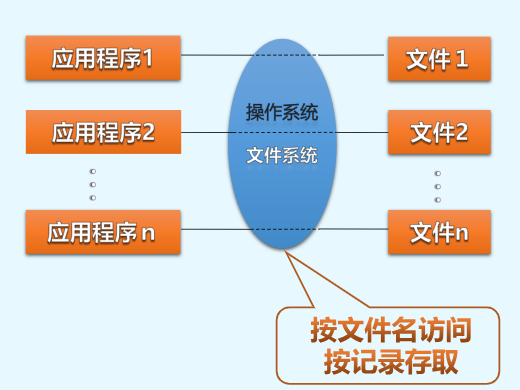 应用程序1
文件 1
操作系统
应用程序2
文件2
文件系统
应用程序 n
文件n
按文件名访问
按记录存取